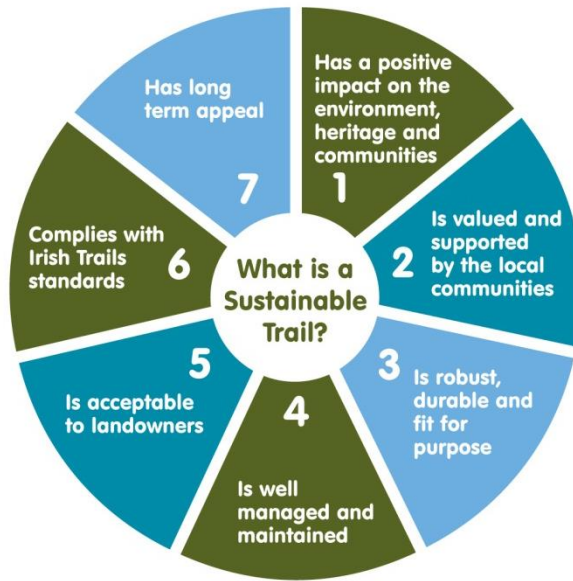 What is a
Sustainable
Trail?
Has a positive
impact on the
environment,
heritage and
communities
1
Is valued and
supported
by the local
communities
2
3
Is robust,
durable and
fit for
purpose
4
Is well
managed and
maintained
5
Is acceptable
to landowners
Complies with
Irish Trails
standards
6
Has long
term appeal
7